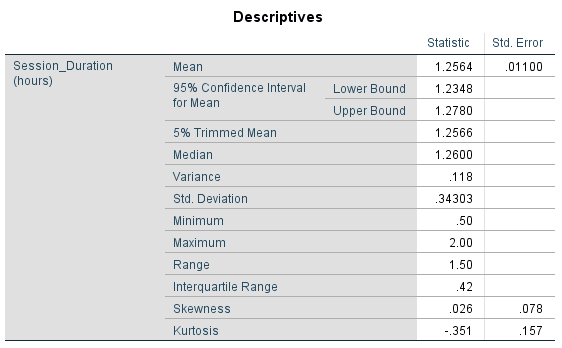 Descriptives
Statistic Std. Error
Session_Duration (hours) Mean 1.2564 .01100
95% Confidence Interval for Mean Lower Bound 1.2348
Upper Bound 1.2780
5% Trimmed Mean 1.2566
Median 1.2600
Variance .118
Std. Deviation .34303
Minimum .50
Maximum 2.00
Range 1.50
Interquartile Range .42
Skewness .026 .078
Kurtosis -.351 .157